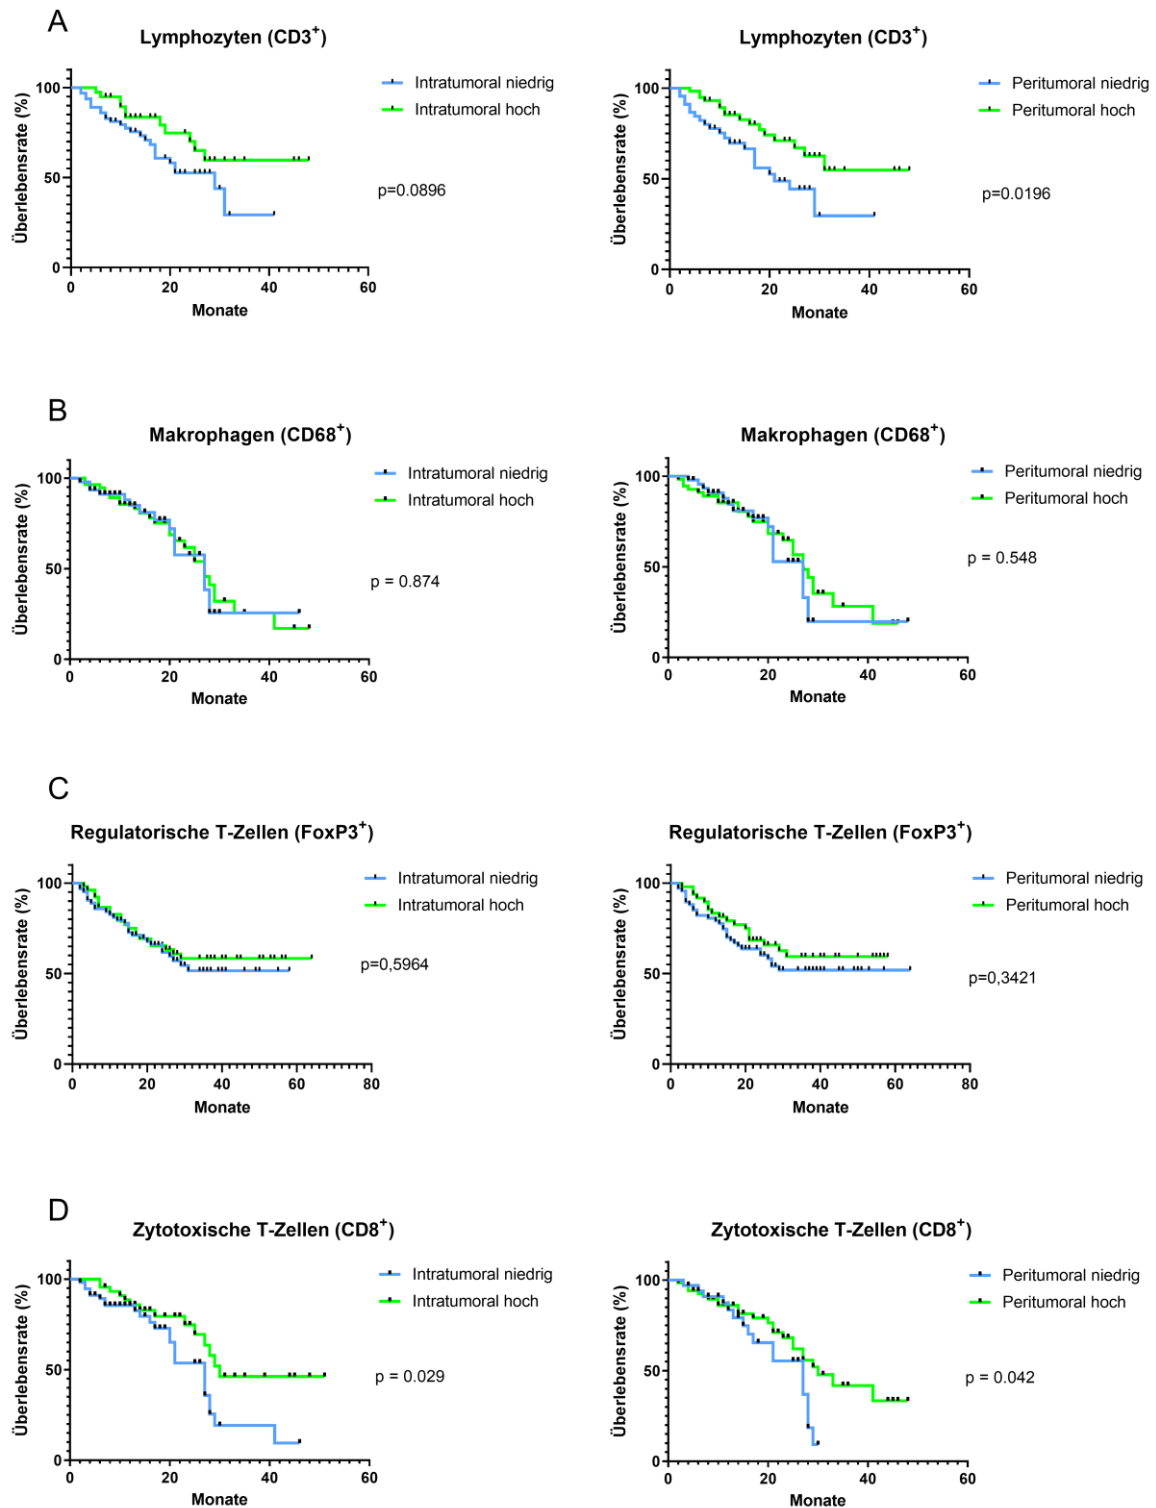 A
Lymphozyten (CD3+)
Überlebensrate (%)
100
50
0
0 20 40 60
Monate
Intratumoral niedrig
Intratumoral hoch
p=0.0896
Lymphozyten (CD3+)
Überlebensrate (%)
100
50
0
0 20 40 60
Monate
Peritumoral niedrig
Peritumoral hoch
p=0.0196
B
Makrophagen (CD68+)
Überlebensrate (%)
100
50
0
0 20 40 60
Monate
Intratumoral niedrig
Intratumoral hoch
p = 0.874
Makrophagen (CD68+)
Überlebensrate (%)
100
50
0
0 20 40 60
Monate
Peritumoral niedrig
Peritumoral hoch
p = 0.548
C
Regulatorische T-Zellen (FoxP3+)
Überlebensrate (%)
100
50
0
0 20 40 60 80
Monate
Intratumoral niedrig
Intratumoral hoch
p=0,5964
Regulatorische T-Zellen (FoxP3+)
Überlebensrate (%)
100
50
0
0 20 40 60 80
Monate
Peritumoral niedrig
Peritumoral hoch
p=0,3421
D
Zytotoxische T-Zellen (CD8+)
Überlebensrate (%)
100
50
0
0 20 40 60
Monate
Intratumoral niedrig
Intratumoral hoch
p = 0.029
Zytotoxische T-Zellen (CD8+)
Überlebensrate (%)
100
50
0
0 20 40 60
Monate
Peritumoral niedrig
Peritumoral hoch
p = 0.042